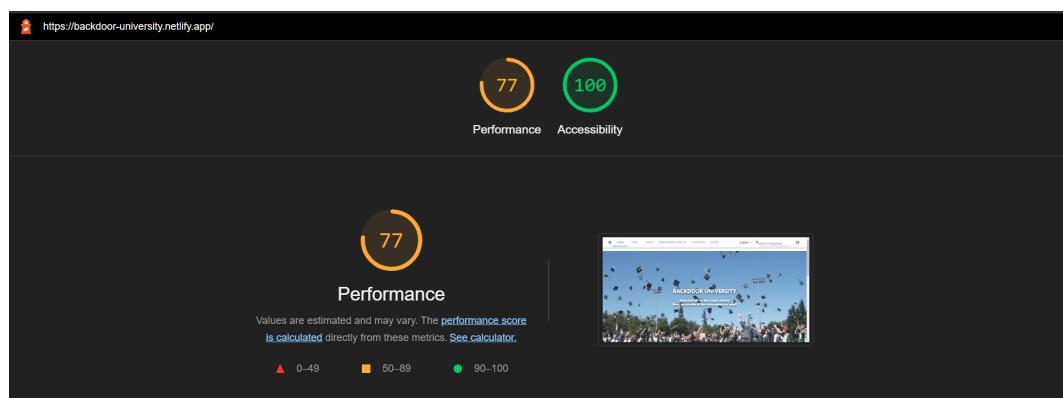 https://backdoor-university.netlify.app/
77
100
Performance
Accessibility
77
Performance
Values are estimated and may vary. The performance score
is calculated directly from these metrics. See calculator.
0–49
50–89
90–100
HOME
BACKDOOR UNIVERSITY